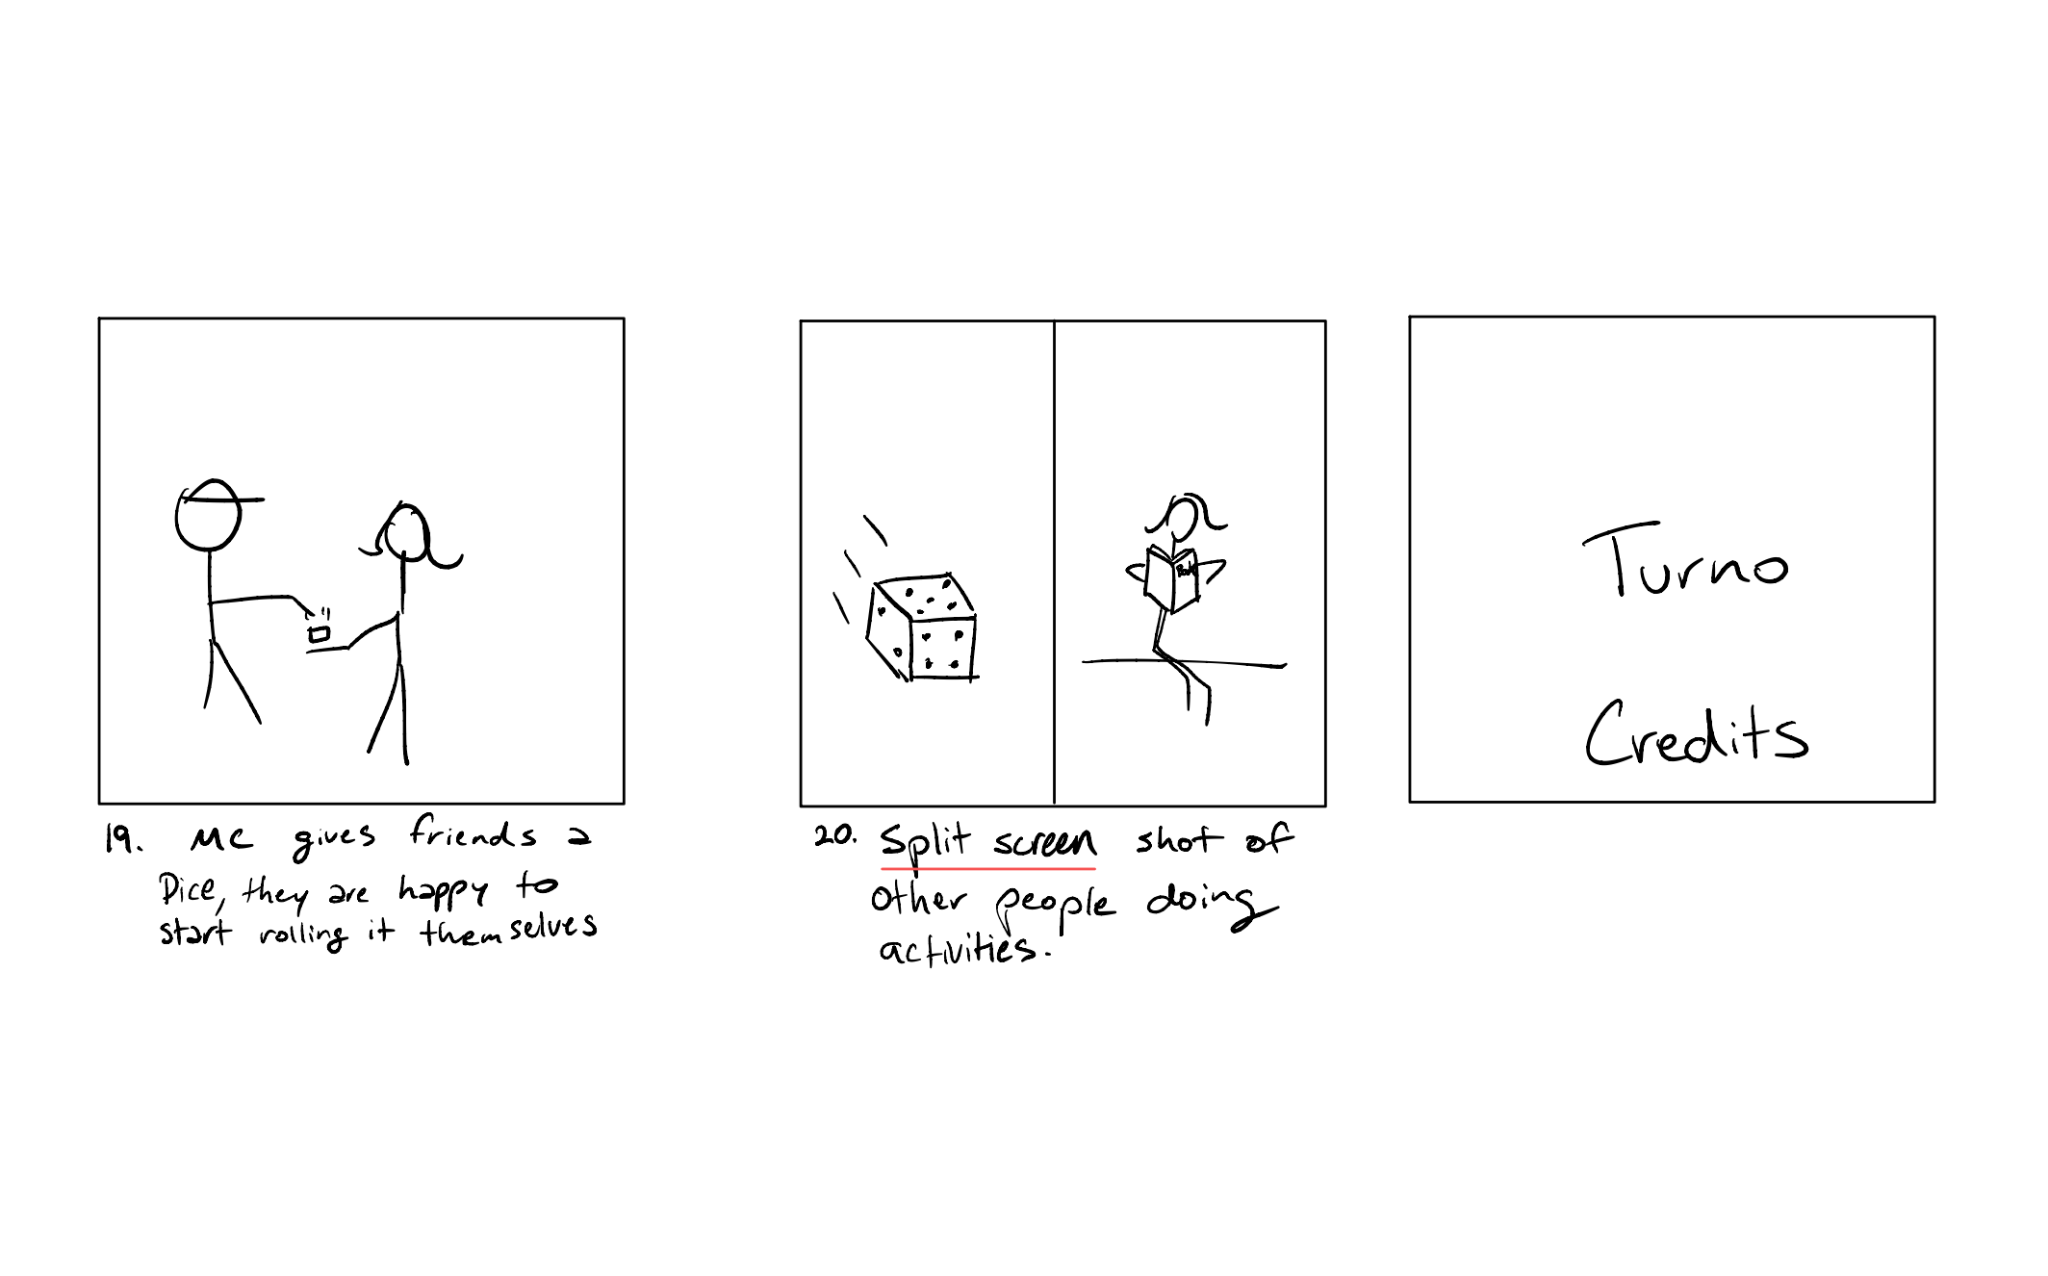 19. MC gives friends a
Dice, they are happy to
start rolling it themselves
20. Split screen shot of
other people doing
activities.
Turno
Credits